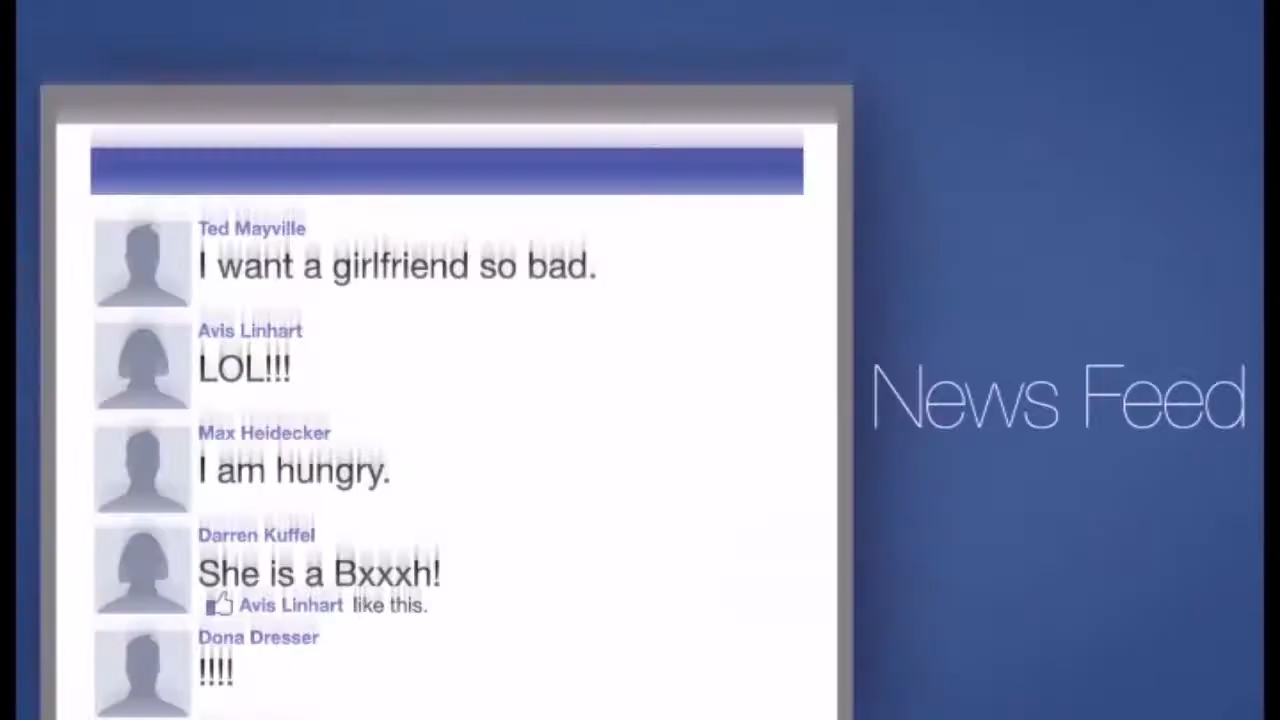 Ted Mayville
I want a girlfriend so bad.
Avis Linhart
LOL!!!
Max Heidecker
I am hungry.
Darren Kuffel
She is a Bxxxh!
Avis Linhart like this.
Dona Dresser
!!!!
News Feed